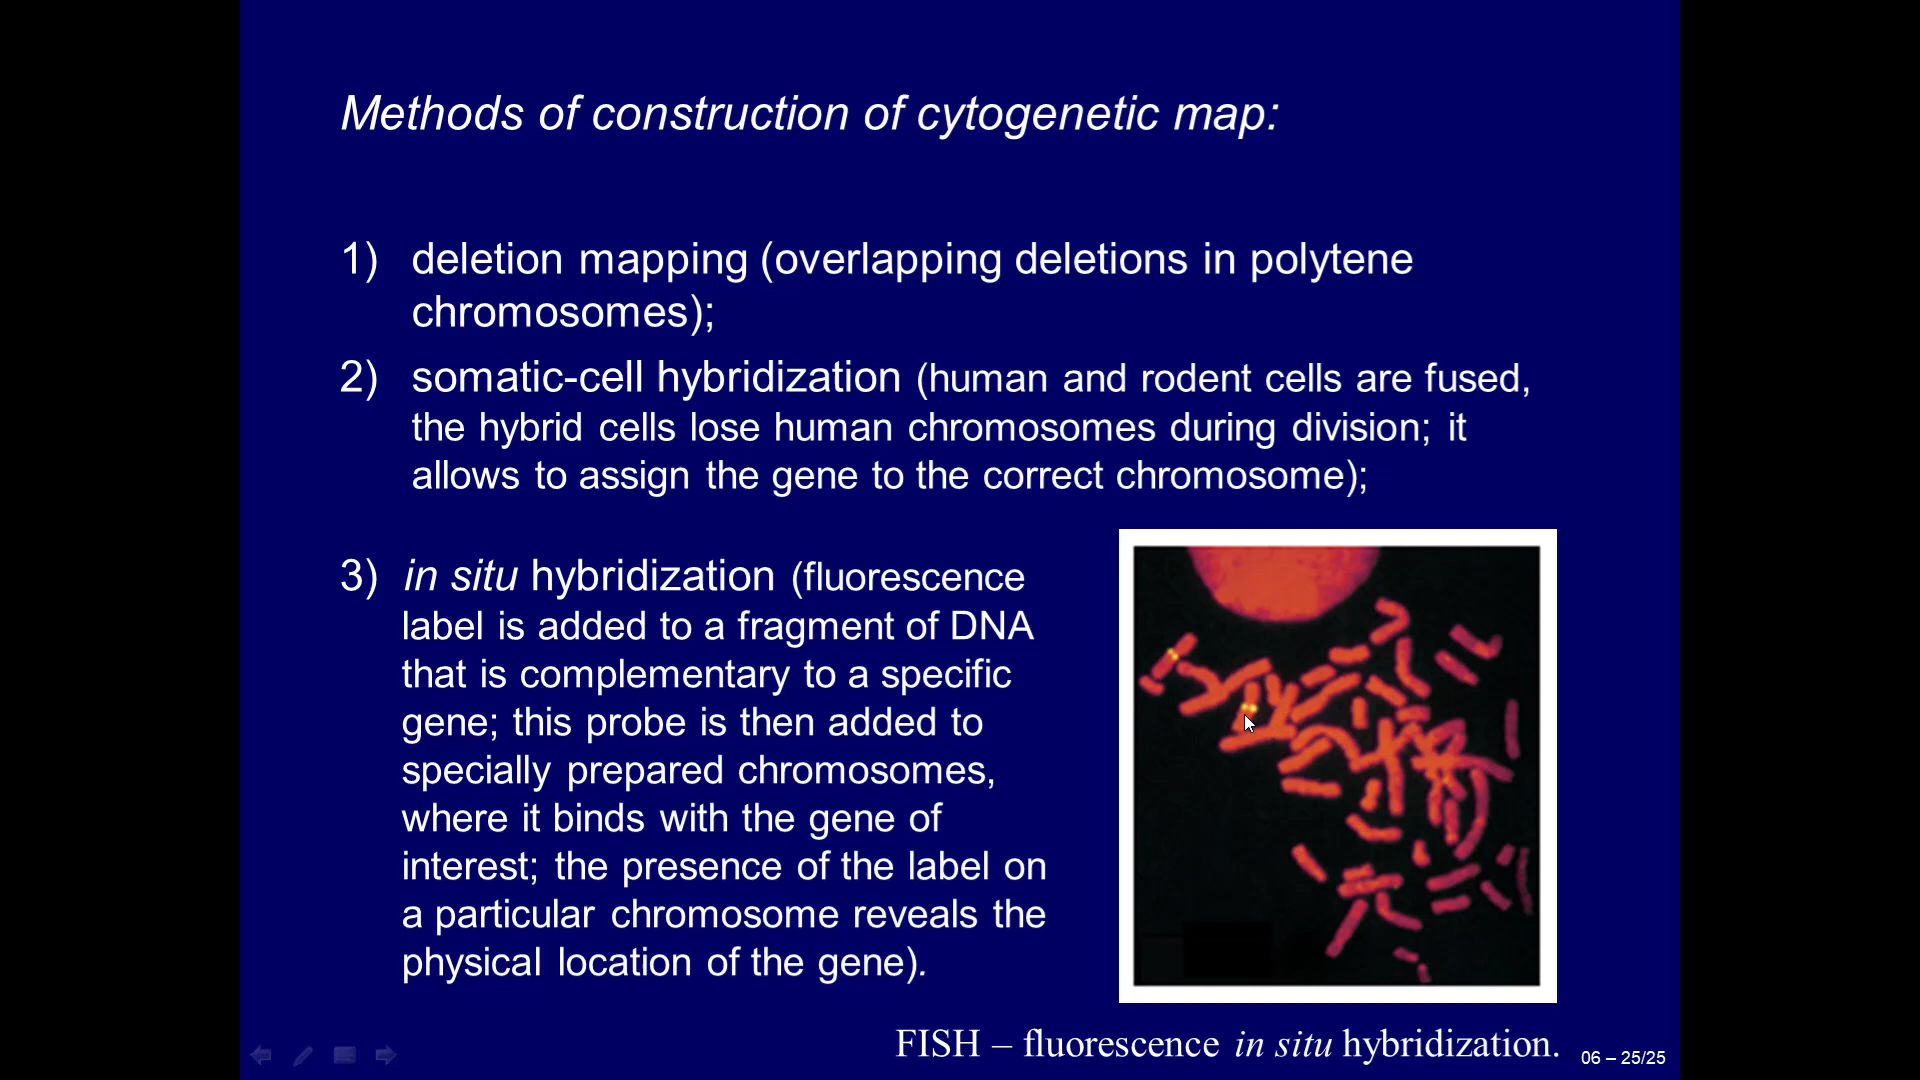 Methods of construction of cytogenetic map:
1) deletion mapping (overlapping deletions in polytene
chromosomes);
2) somatic-cell hybridization (human and rodent cells are fused,
the hybrid cells lose human chromosomes during division; it
allows to assign the gene to the correct chromosome);
3) in situ hybridization (fluorescence
label is added to a fragment of DNA
that is complementary to a specific
gene; this probe is then added to
specially prepared chromosomes,
where it binds with the gene of
interest; the presence of the label on
a particular chromosome reveals the
physical location of the gene).
FISH – fluorescence in situ hybridization.
06 – 25/25